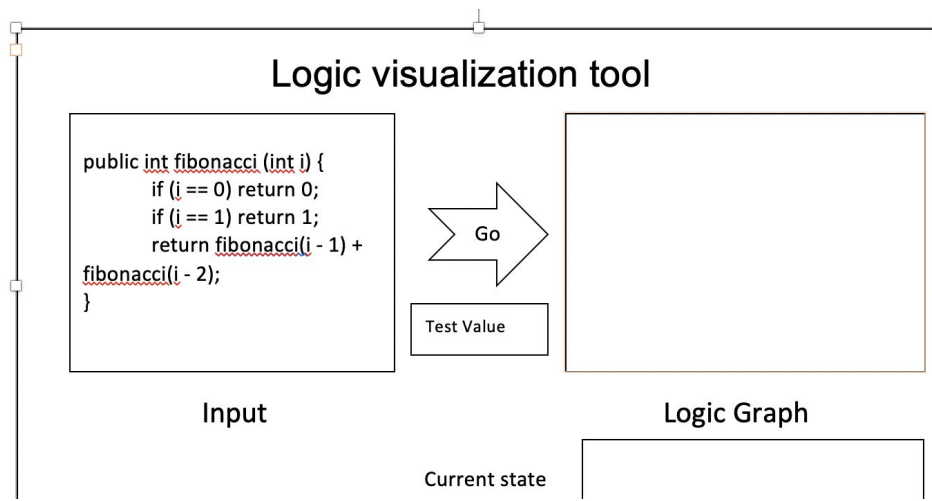 Logic visualization tool
public int fibonacci (int i) {
if (i == 0) return 0;
if (i == 1) return 1;
return fibonacci(i - 1) +
fibonacci(i - 2);
}
Go
Test Value
Input
Logic Graph
Current state